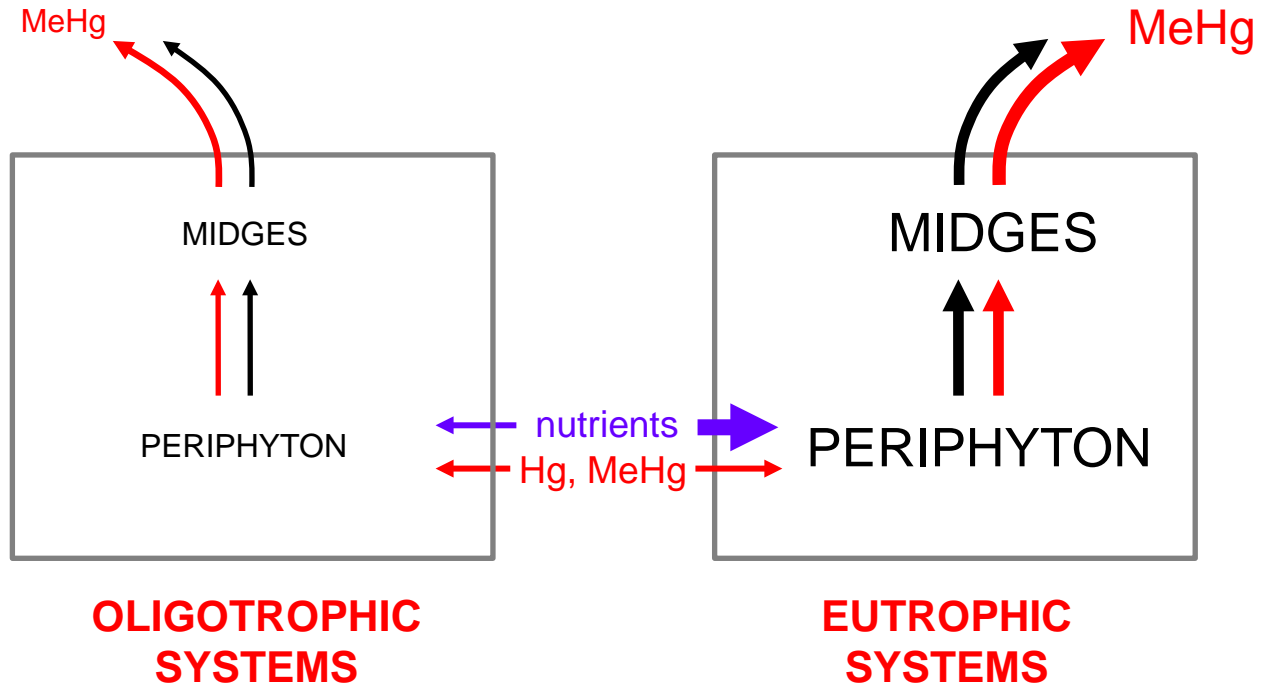 MeHg
MeHg
MIDGES
MIDGES
nutrients
PERIPHYTON
PERIPHYTON
Hg, MeHg
OLIGOTROPHIC
SYSTEMS
EUTROPHIC
SYSTEMS